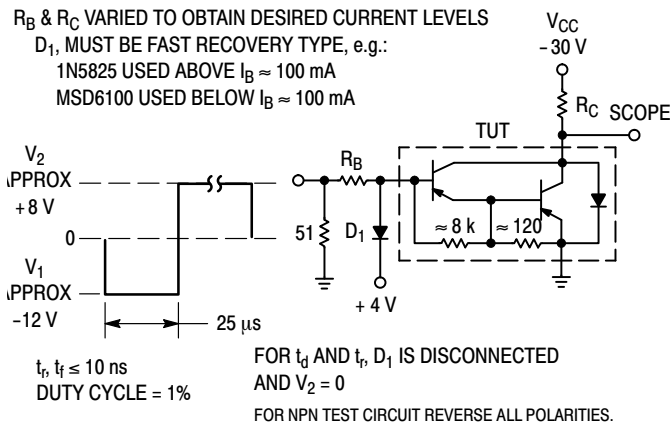 R_B & R_C VARIED TO OBTAIN DESIRED CURRENT LEVELS
D_1, MUST BE FAST RECOVERY TYPE, e.g.:
1N5825 USED ABOVE I_B ≈ 100 mA
MSD6100 USED BELOW I_B ≈ 100 mA
V_CC
- 30 V
R_C
SCOPE
TUT
V_2
APPROX
+ 8 V
0
V_1
APPROX
-12 V
25 μs
R_B
51
D_1
+ 4 V
≈ 8 k
≈ 120
t_r, t_f ≤ 10 ns
DUTY CYCLE = 1%
FOR t_d AND t_r, D_1 IS DISCONNECTED
AND V_2 = 0
FOR NPN TEST CIRCUIT REVERSE ALL POLARITIES.